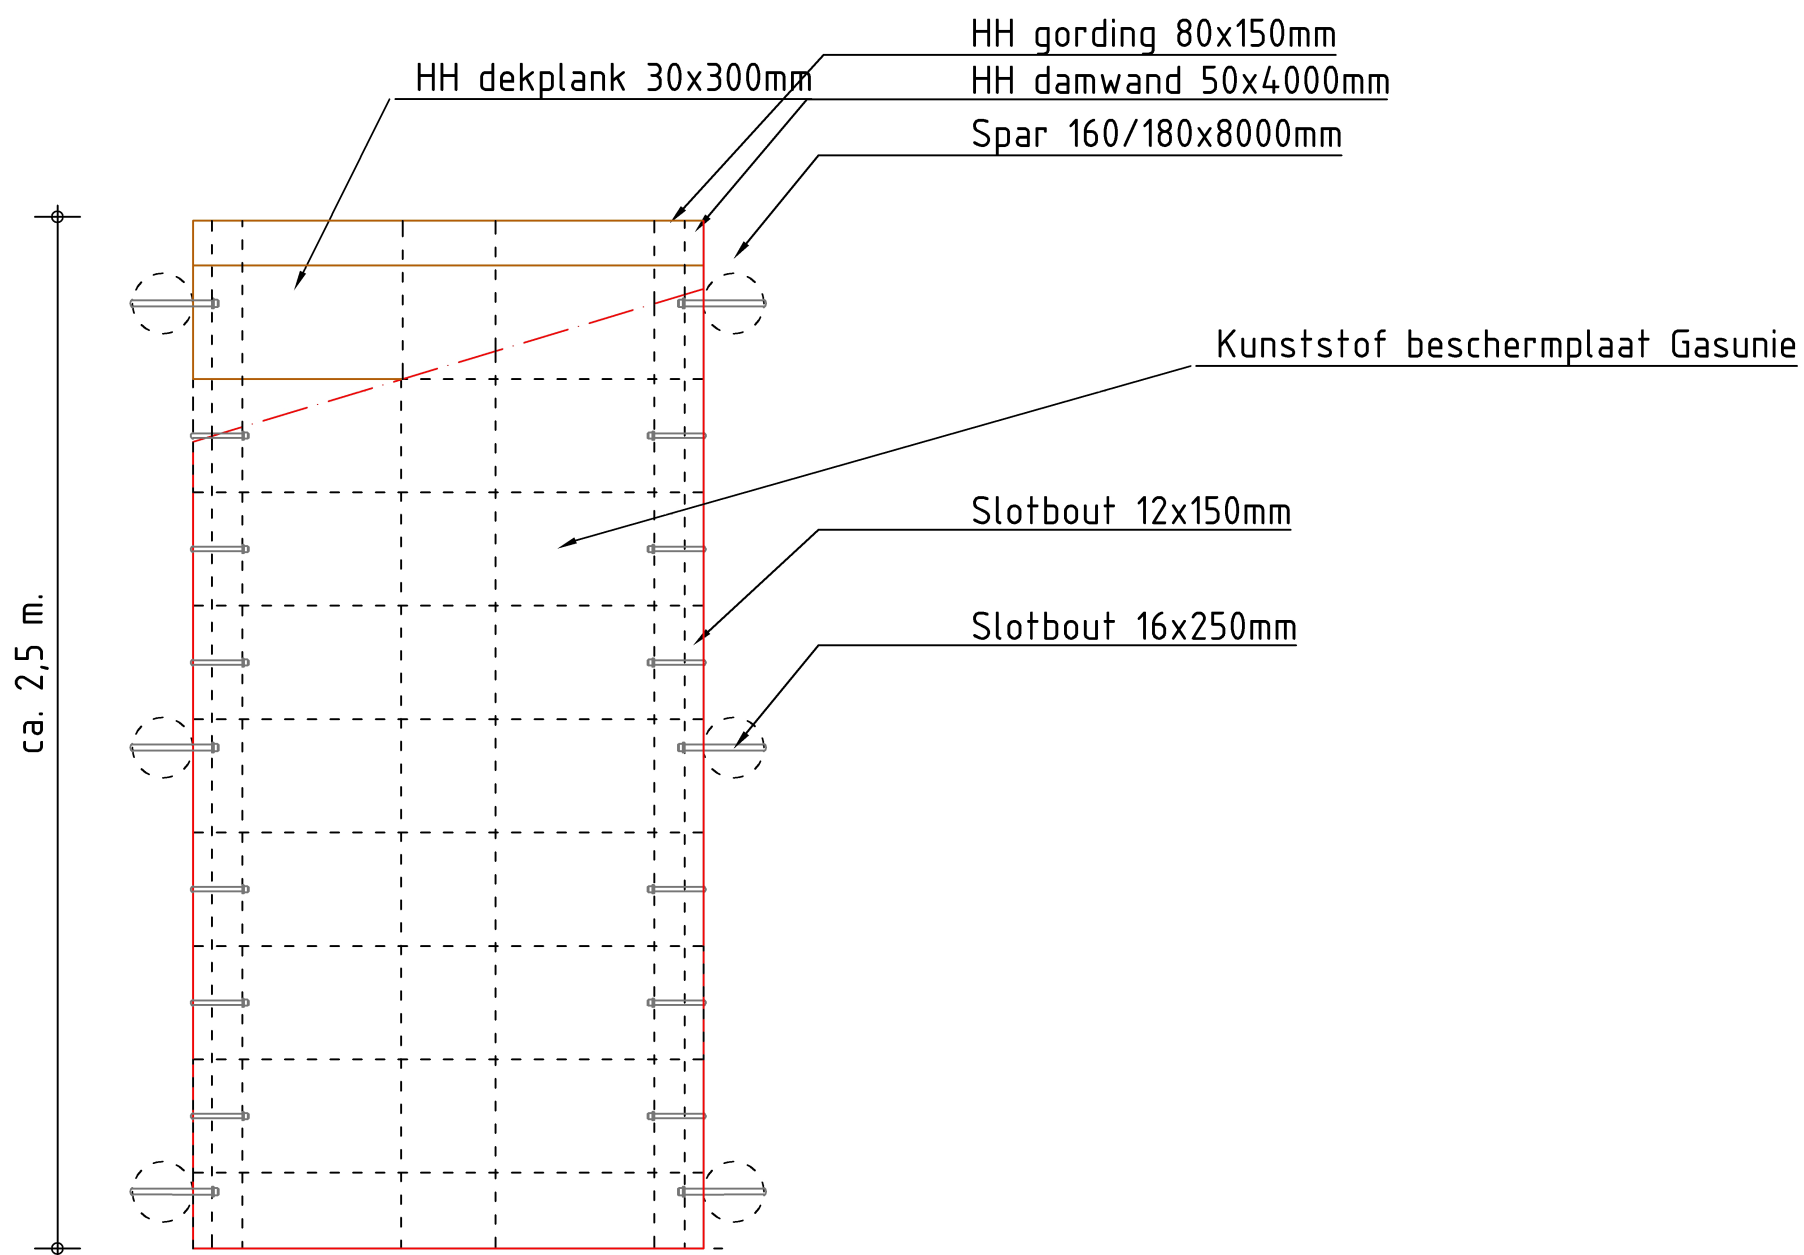 HH gording 80x150mm
HH dekplank 30x300mm
HH damwand 50x4000mm
Spar 160/180x8000mm
Kunststof beschermplaat Gasunie
Slotbout 12x150mm
Slotbout 16x250mm
ca. 2,5 m.